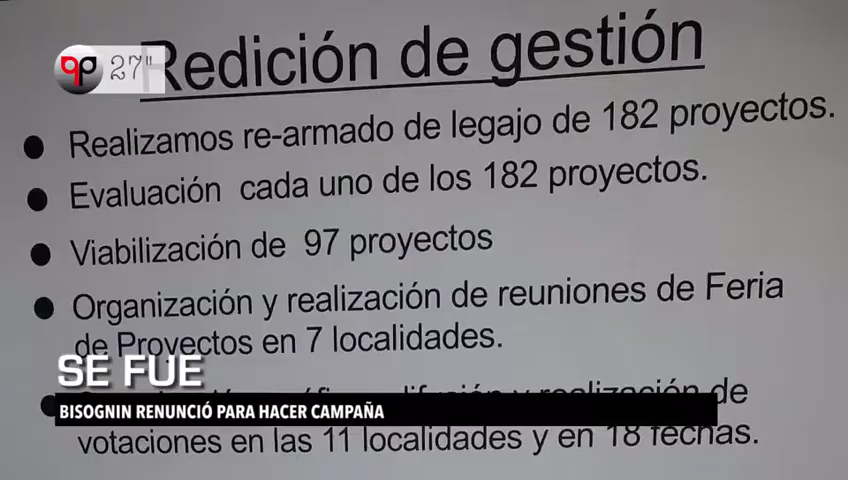 27"
Redición de gestión
Realizamos re-armado de legajo de 182 proyectos.
Evaluación cada uno de los 182 proyectos.
Viabilización de 97 proyectos
Organización y realización de reuniones de Feria
de Proyectos en 7 localidades.
SE FUE
realización de
BISOGNIN RENUNCIÓ PARA HACER CAMPAÑA
votaciones en las 11 localidades y en 18 fechas.